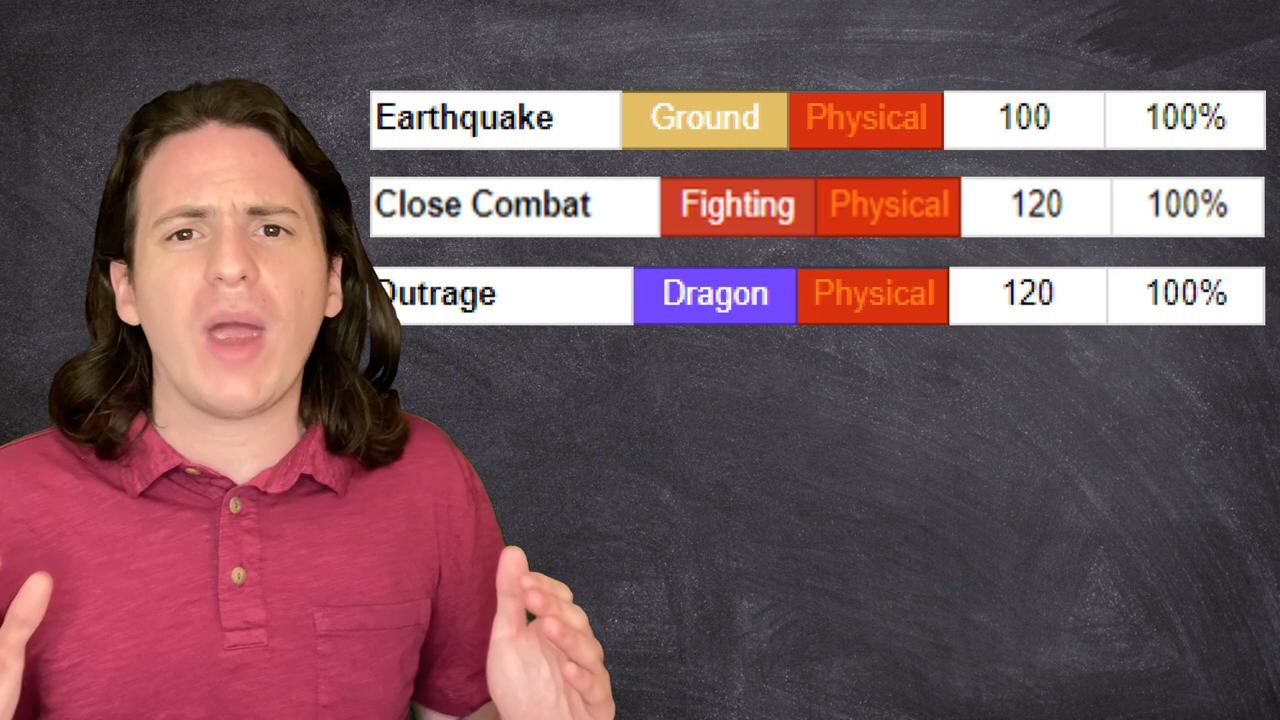 Earthquake Ground Physical 100 100%
Close Combat Fighting Physical 120 100%
Outrage Dragon Physical 120 100%